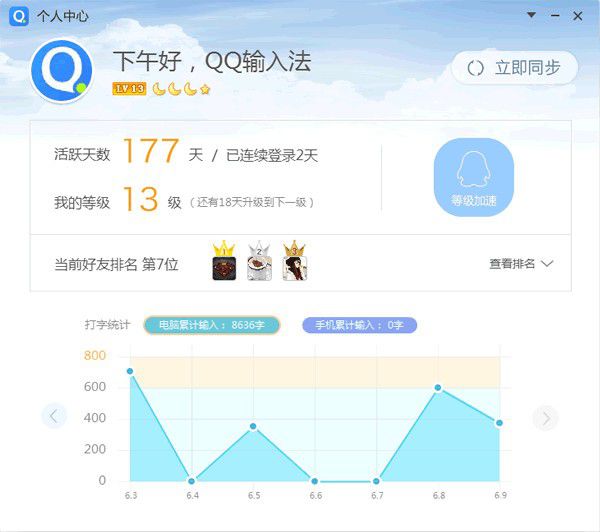 Q 个人中心
下午好，QQ输入法
LV 13
立即同步
活跃天数 177 天 / 已连续登录2天
我的等级 13 级 （还有18天升级到下一级）
等级加速
当前好友排名 第7位 1 2 3 查看排名
打字统计 电脑累计输入：8636字 手机累计输入：0字
800
600
400
200
0
6.3 6.4 6.5 6.6 6.7 6.8 6.9